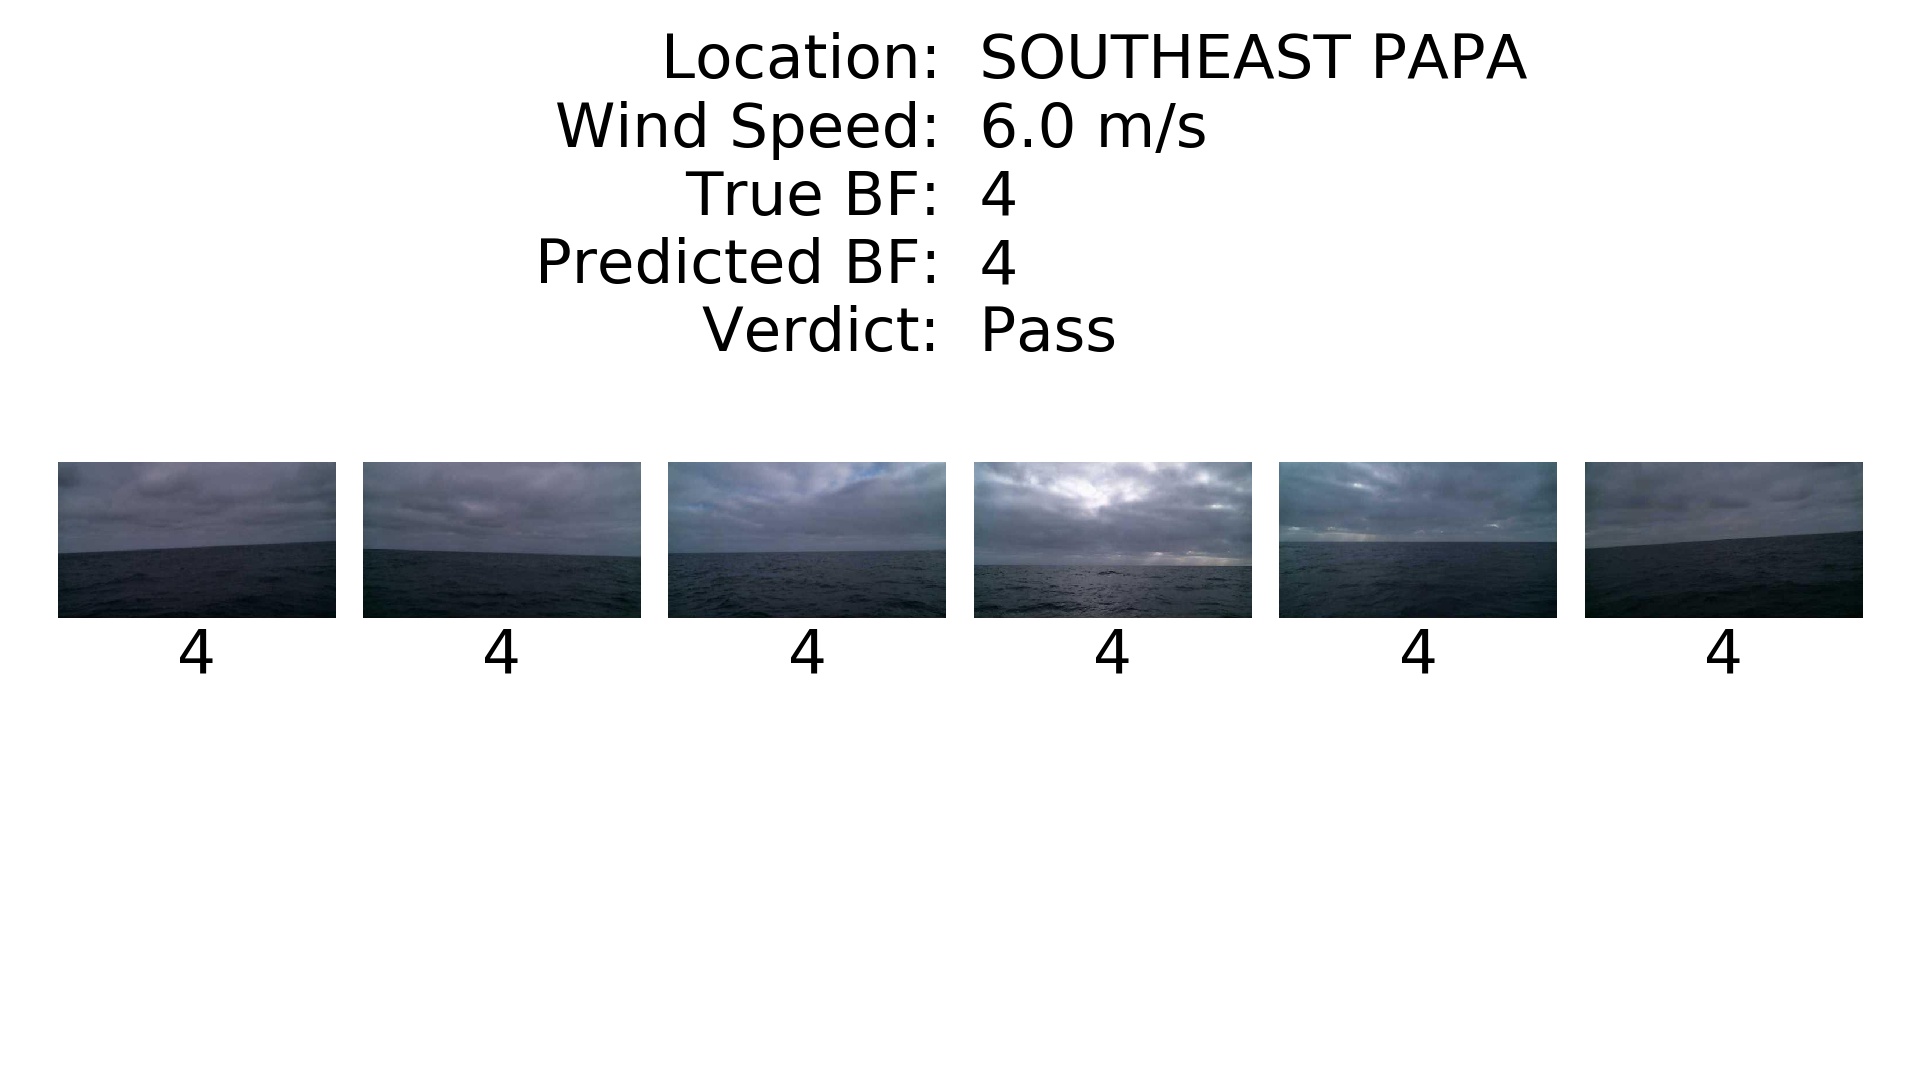 Location: SOUTHEAST PAPA
Wind Speed: 6.0 m/s
True BF: 4
Predicted BF: 4
Verdict: Pass
4 4 4 4 4 4